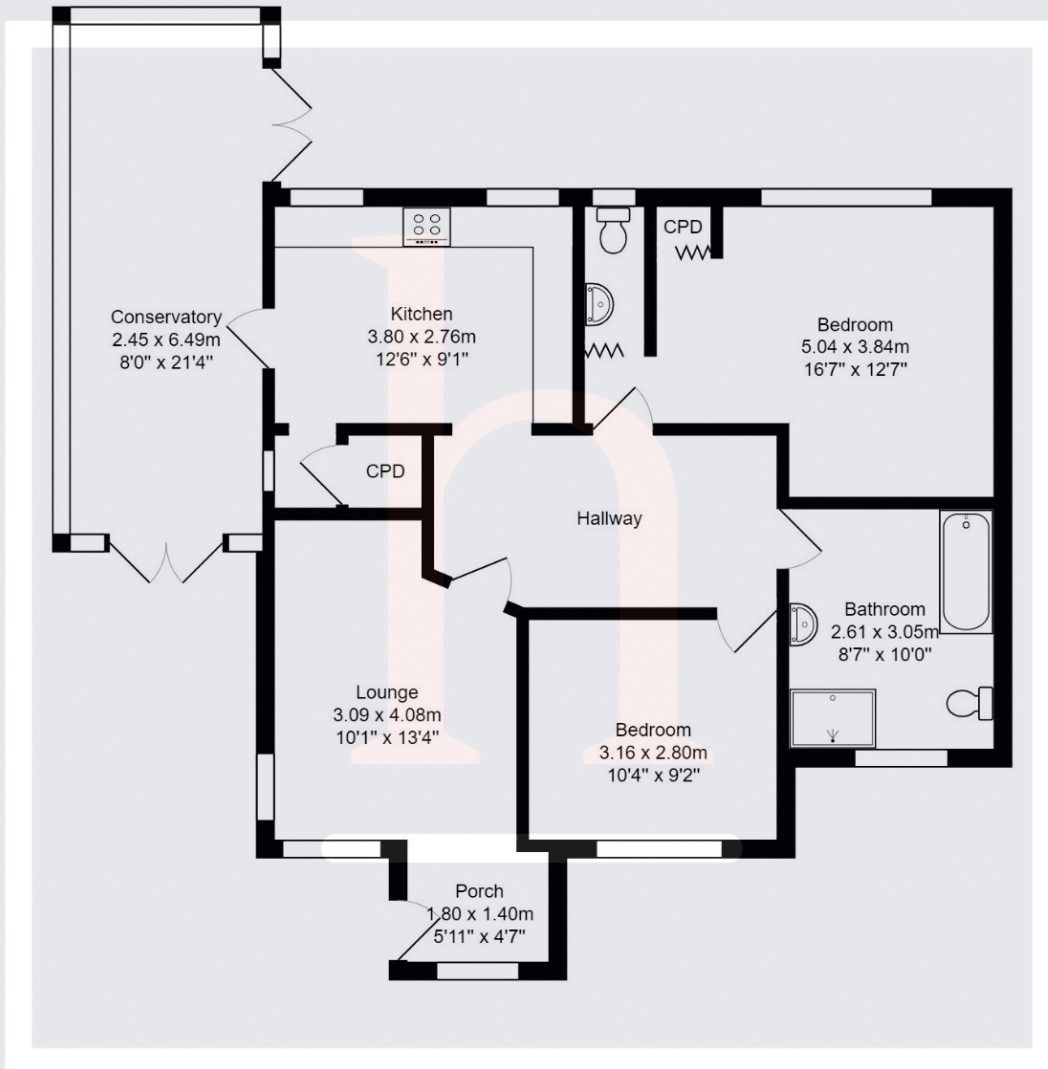 CPD
Conservatory
2.45 x 6.49m
8'0" x 21'4"
Kitchen
3.80 x 2.76m
12'6" x 9'1"
Bedroom
5.04 x 3.84m
16'7" x 12'7"
CPD
Hallway
Bathroom
2.61 x 3.05m
8'7" x 10'0"
Lounge
3.09 x 4.08m
10'1" x 13'4"
Bedroom
3.16 x 2.80m
10'4" x 9'2"
Porch
1.80 x 1.40m
5'11" x 4'7"
h